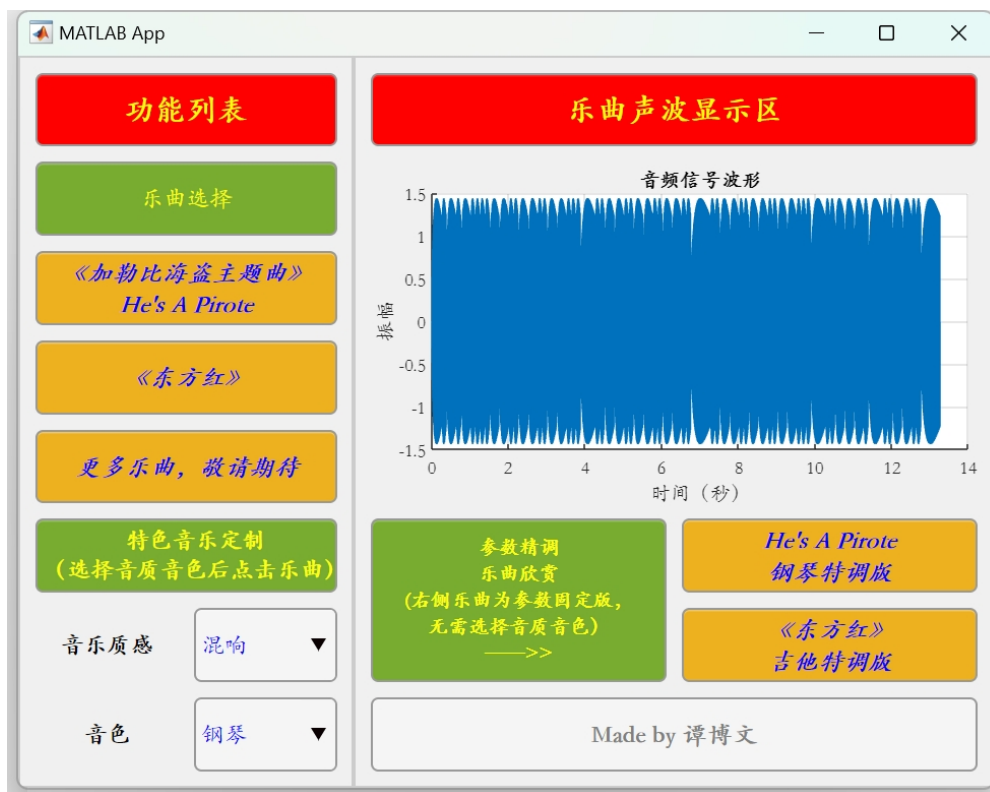 MATLAB App
功能列表
乐曲选择
《加勒比海盗主题曲》
He's A Pirote
《东方红》
更多乐曲，敬请期待
特色音乐定制
(选择音质音色后点击乐曲)
音乐质感
混响
音色
钢琴
乐曲声波显示区
音频信号波形
1.5
1
0.5
0
-0.5
-1
-1.5
振幅
0 2 4 6 8 10 12 14
时间（秒）
参数精调
乐曲欣赏
(右侧乐曲为参数固定版，
无需选择音质音色)
——>>
He's A Pirote
钢琴特调版
《东方红》
吉他特调版
Made by 谭博文